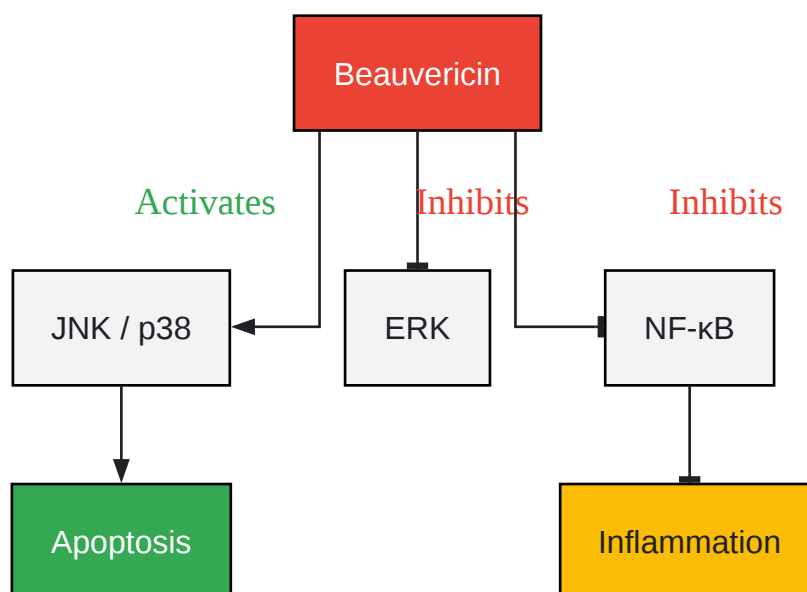 Beauvericin
Activates
Inhibits
Inhibits
JNK / p38
ERK
NF-κB
Apoptosis
Inflammation